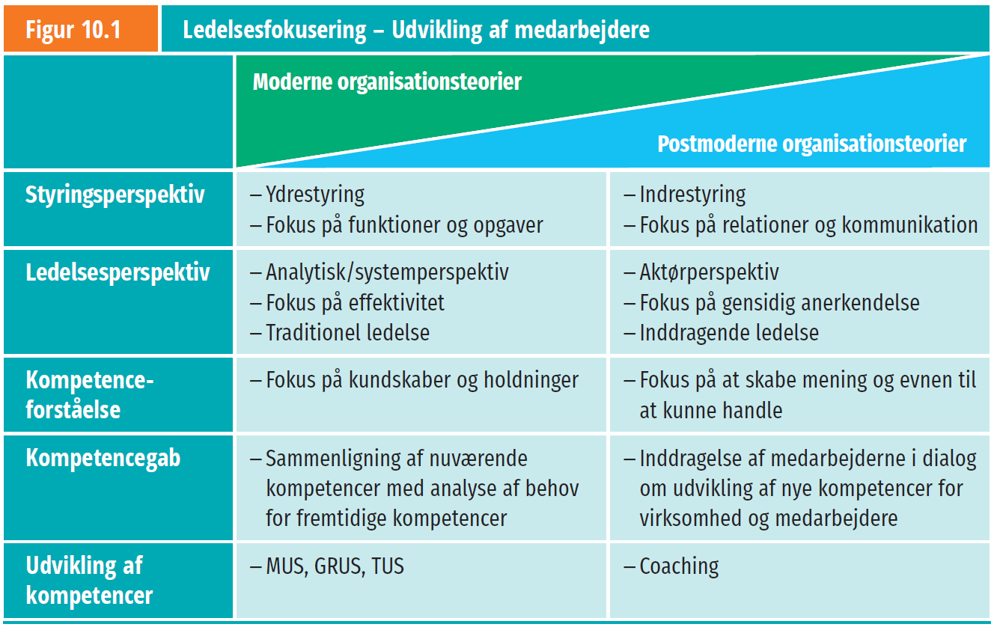 Figur 10.1
Ledelsesfokusering – Udvikling af medarbejdere
Moderne organisationsteorier
Postmoderne organisationsteorier
Styringsperspektiv
– Ydrestyring
– Fokus på funktioner og opgaver
– Indrestyring
– Fokus på relationer og kommunikation
Ledelsesperspektiv
– Analytisk/systemperspektiv
– Fokus på effektivitet
– Traditionel ledelse
– Aktørperspektiv
– Fokus på gensidig anerkendelse
– Inddragende ledelse
Kompetence-
forståelse
– Fokus på kundskaber og holdninger
– Fokus på at skabe mening og evnen til
at kunne handle
Kompetencegab
– Sammenligning af nuværende
kompetencer med analyse af behov
for fremtidige kompetencer
– Inddragelse af medarbejderne i dialog
om udvikling af nye kompetencer for
virksomhed og medarbejdere
Udvikling af
kompetencer
– MUS, GRUS, TUS
– Coaching